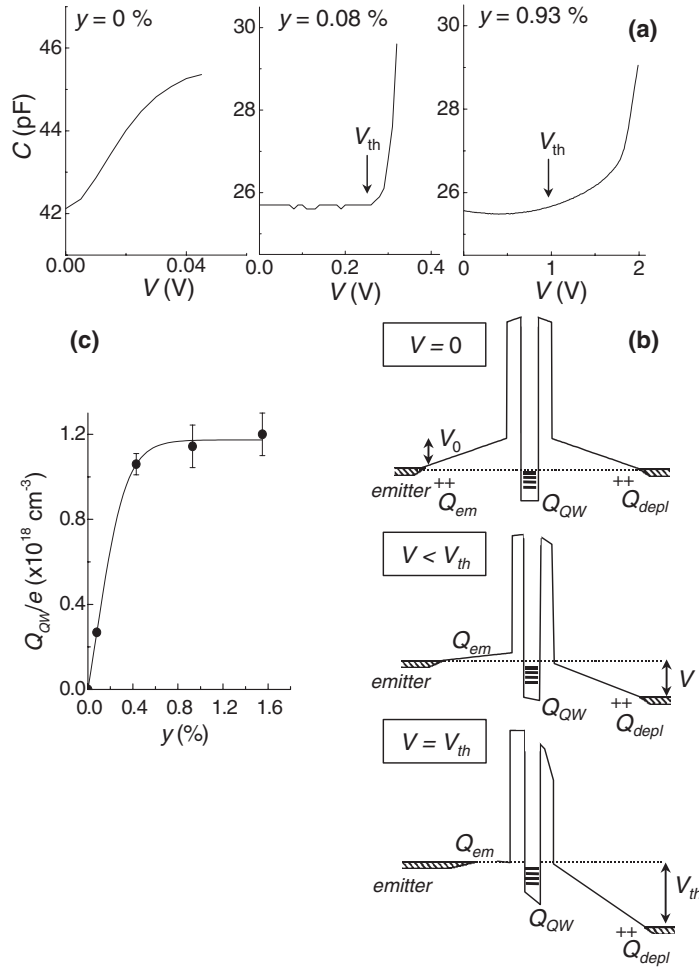 y = 0 %
y = 0.08 %
y = 0.93 %
(a)
C (pF)
46
44
42
0.00
0.04
V (V)
30
28
26
V_th
0.0
0.2
0.4
V (V)
30
28
26
V_th
0
1
2
V (V)
(c)
Q_QW/e (x10^18 cm^-3)
1.2
0.8
0.4
0.0
0.0
0.4
0.8
1.2
1.6
y (%)
(b)
V = 0
V_0
emitter
++
Q_em
Q_QW
++
Q_depl
V < V_th
Q_em
emitter
Q_QW
V
++
Q_depl
V = V_th
Q_em
emitter
Q_QW
V_th
++
Q_depl